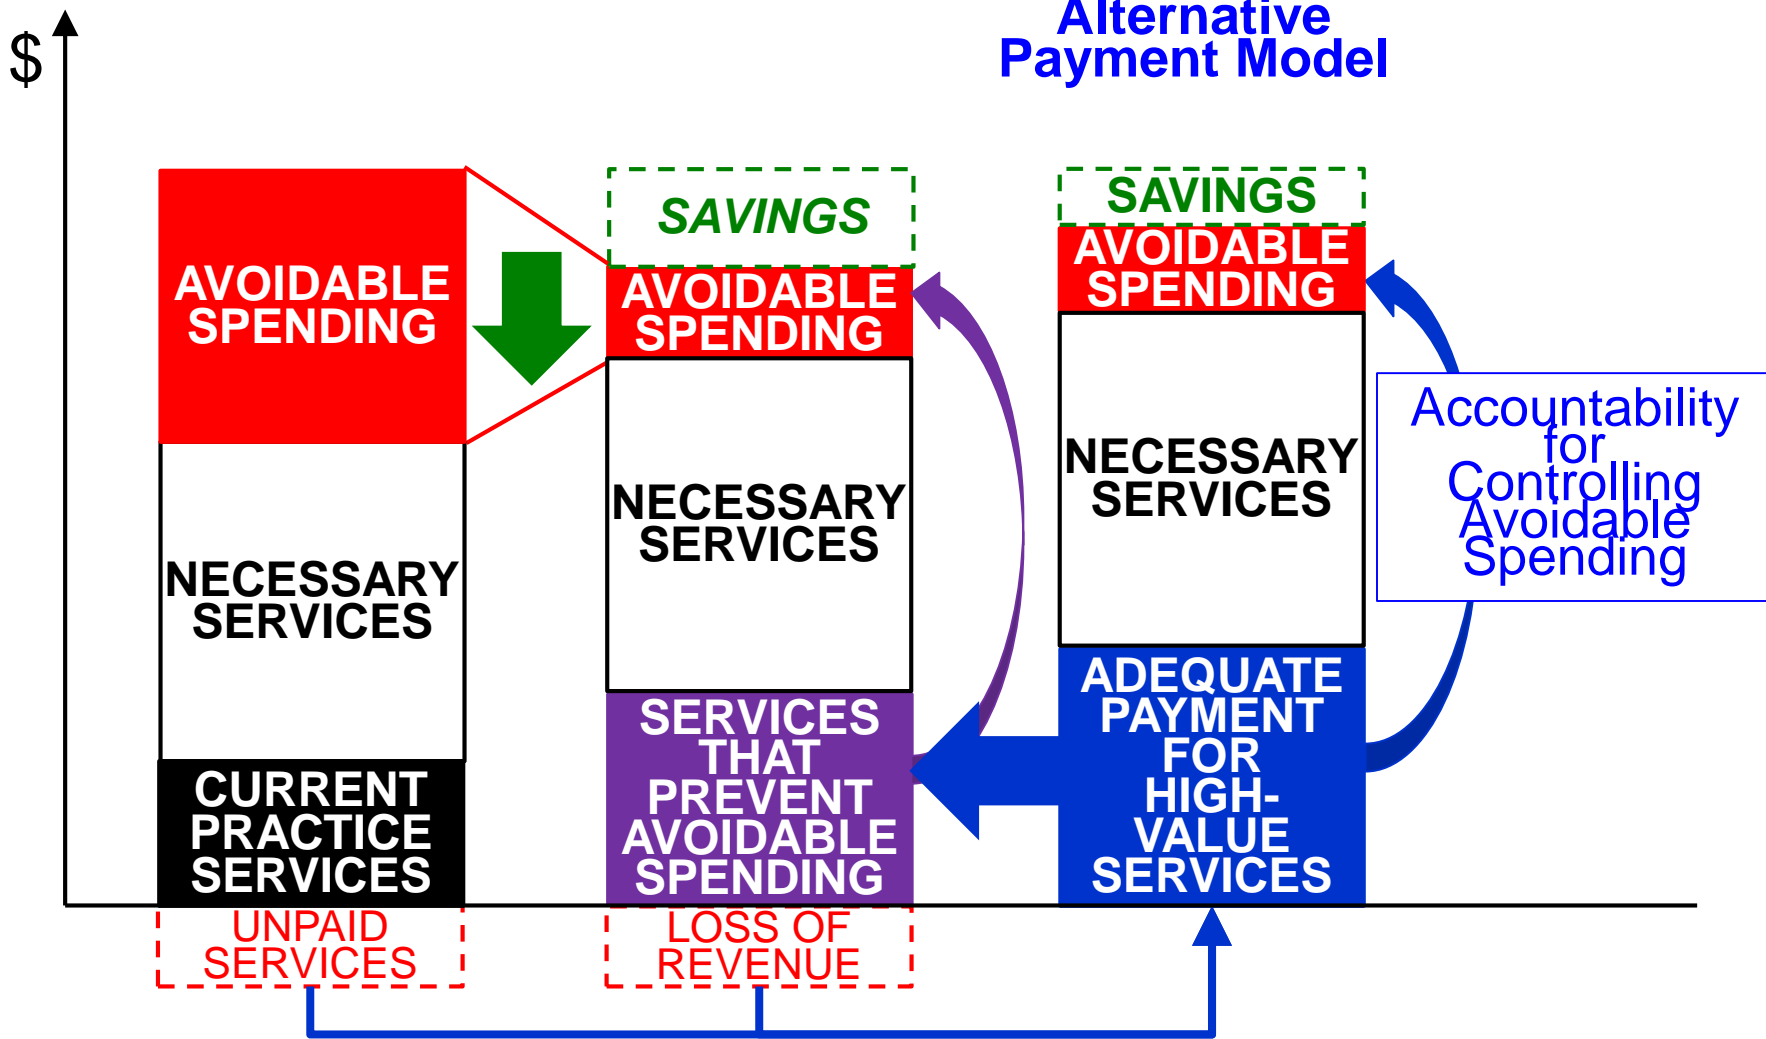 Alternative
Payment Model
$
AVOIDABLE
SPENDING
NECESSARY
SERVICES
CURRENT
PRACTICE
SERVICES
UNPAID
SERVICES
SAVINGS
AVOIDABLE
SPENDING
NECESSARY
SERVICES
SERVICES
THAT
PREVENT
AVOIDABLE
SPENDING
LOSS OF
REVENUE
SAVINGS
AVOIDABLE
SPENDING
NECESSARY
SERVICES
ADEQUATE
PAYMENT
FOR
HIGH-
VALUE
SERVICES
Accountability
for
Controlling
Avoidable
Spending